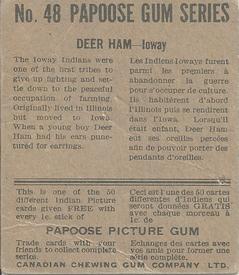 No. 48 PAPOOSE GUM SERIES
DEER HAM—Ioway
The Ioway Indians were
one of the first tribes to
give up fighting and set-
tle down to the peaceful
occupation of farming.
Originally lived in Illinois
but moved to Iowa.
When a young boy Deer
Ham had his ears punc-
tured for earrings.
Les Indiens Ioways furent
parmi les premiers à
abandonner la guerre
pour s'occuper de culture.
Ils habitèrent d'abord
l'Illinois puis se rendirent
dans l'Iowa. Lorsqu'il
était enfant, Deer Ham
eut ses oreilles percées
afin de pouvoir porter des
pendants d'oreilles.
This is one of the 50
different Indian Picture
cards given FREE with
every 1c. stick of
Ceci est l'une des 50 cartes
différentes d'Indiens qui
seront données GRATIS
avec chaque morceau à
1c de
PAPOOSE PICTURE GUM
Trade cards with your
friends to collect complete
series.
Echangez des cartes avec
vos amis pour former une
série complète.
CANADIAN CHEWING GUM COMPANY LTD.